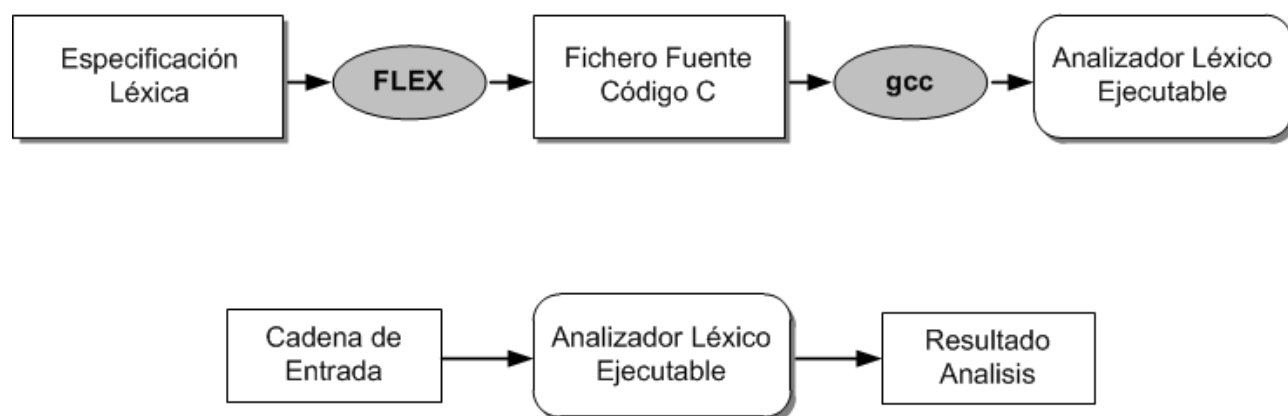 Especificación
Léxica
FLEX
Fichero Fuente
Código C
gcc
Analizador Léxico
Ejecutable
Cadena de
Entrada
Analizador Léxico
Ejecutable
Resultado
Analisis